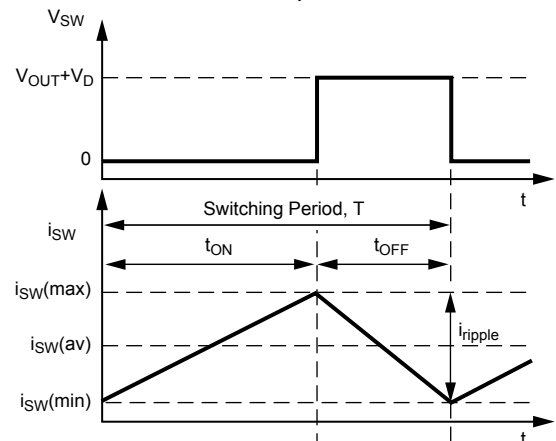 VSW
VOUT+VD
0
t
Switching Period, T
iSW
tON
tOFF
iSW(max)
iSW(av)
iripple
iSW(min)
t